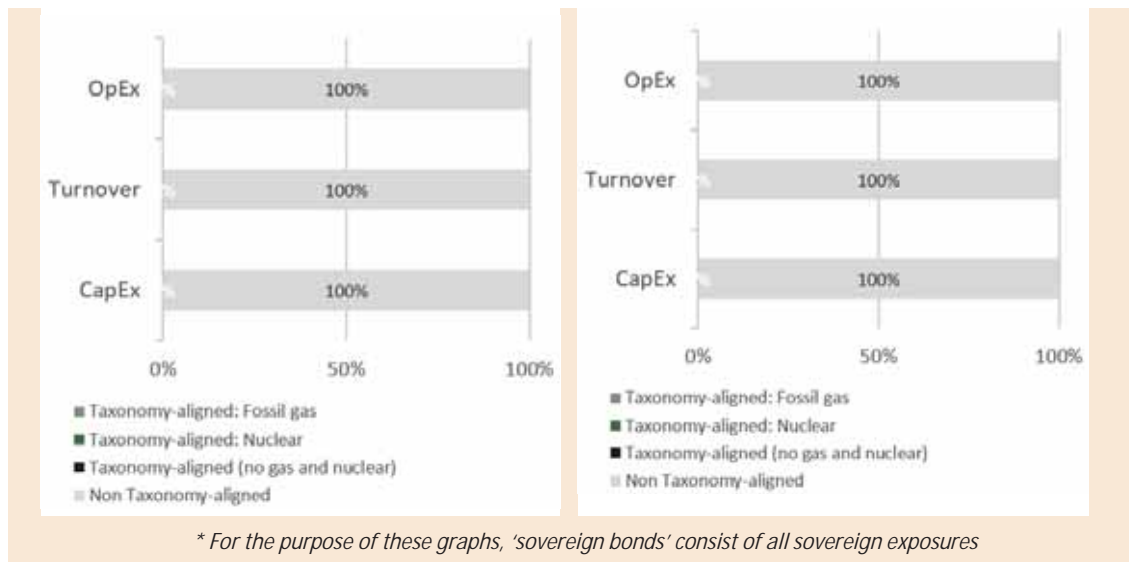 OpEx
100%
Turnover
100%
CapEx
100%
0% 50% 100%
Taxonomy-aligned: Fossil gas
Taxonomy-aligned: Nuclear
Taxonomy-aligned (no gas and nuclear)
Non Taxonomy-aligned
OpEx
100%
Turnover
100%
CapEx
100%
0% 50% 100%
Taxonomy-aligned: Fossil gas
Taxonomy-aligned: Nuclear
Taxonomy-aligned (no gas and nuclear)
Non Taxonomy-aligned
* For the purpose of these graphs, ‘sovereign bonds’ consist of all sovereign exposures